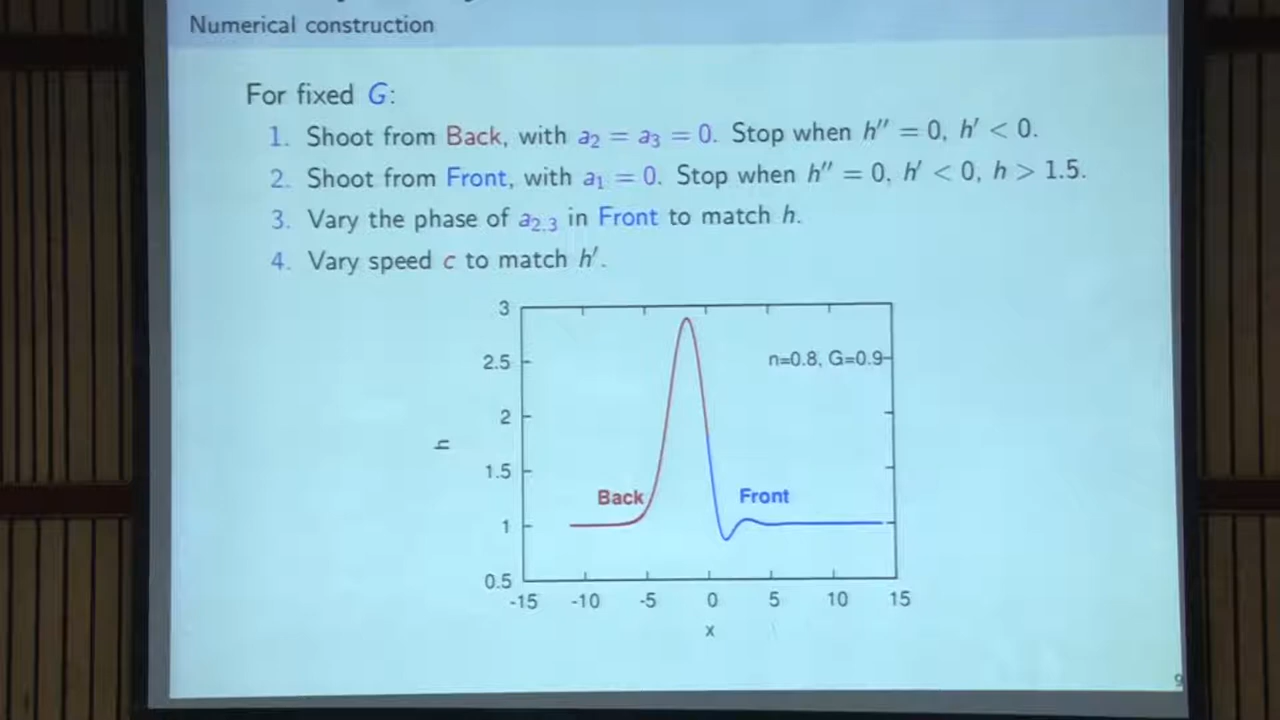 Numerical construction
For fixed G:
1. Shoot from Back, with a₂ = a₃ = 0. Stop when h″ = 0, h′ < 0.
2. Shoot from Front, with a₁ = 0. Stop when h″ = 0, h′ < 0, h > 1.5.
3. Vary the phase of a₂,₃ in Front to match h.
4. Vary speed c to match h′.
3
n=0.8, G=0.9
2.5
2
h
1.5
Back
Front
1
0.5
-15 -10 -5 0 5 10 15
x
9